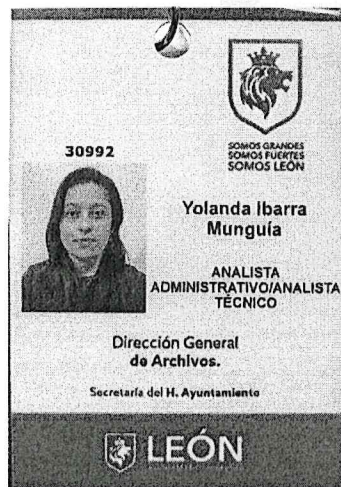 SOMOS GRANDES
SOMOS FUERTES
SOMOS LEÓN
30992
Yolanda Ibarra
Munguía
ANALISTA
ADMINISTRATIVO/ANALISTA
TÉCNICO
Dirección General
de Archivos.
Secretaría del H. Ayuntamiento
LEÓN